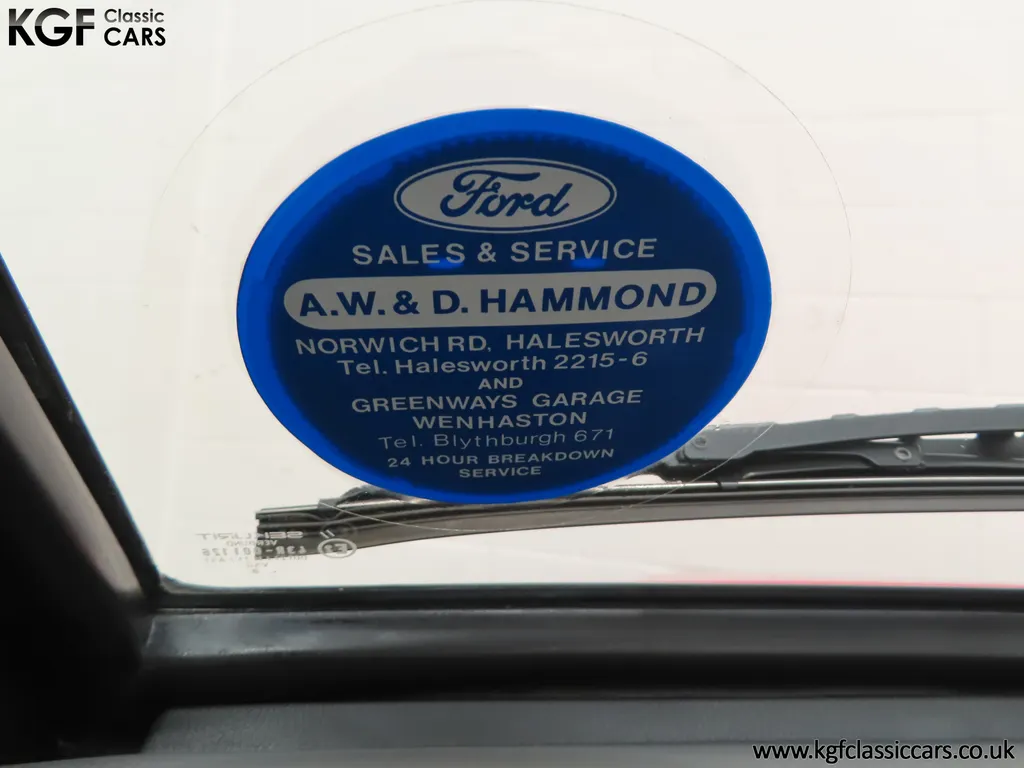 KGF Classic CARS
Ford
SALES & SERVICE
A.W. & D. HAMMOND
NORWICH RD, HALESWORTH
Tel. Halesworth 2215-6
AND
GREENWAYS GARAGE
WENHASTON
Tel. Blythburgh 671
24 HOUR BREAKDOWN
SERVICE
www.kgfclassiccars.co.uk